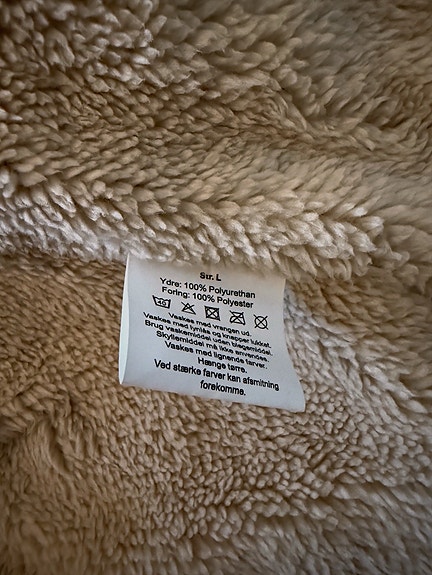 Str. L
Ydre: 100% Polyurethan
Foring: 100% Polyester
40
Vaskes med vrangen ud.
Vaskes med lynlås og knapper lukket.
Brug vaskemiddel uden blegemiddel.
Skyllemiddel må ikke anvendes.
Vaskes med lignende farver.
Hænge tørre.
Ved stærke farver kan afsmitning
forekomme.